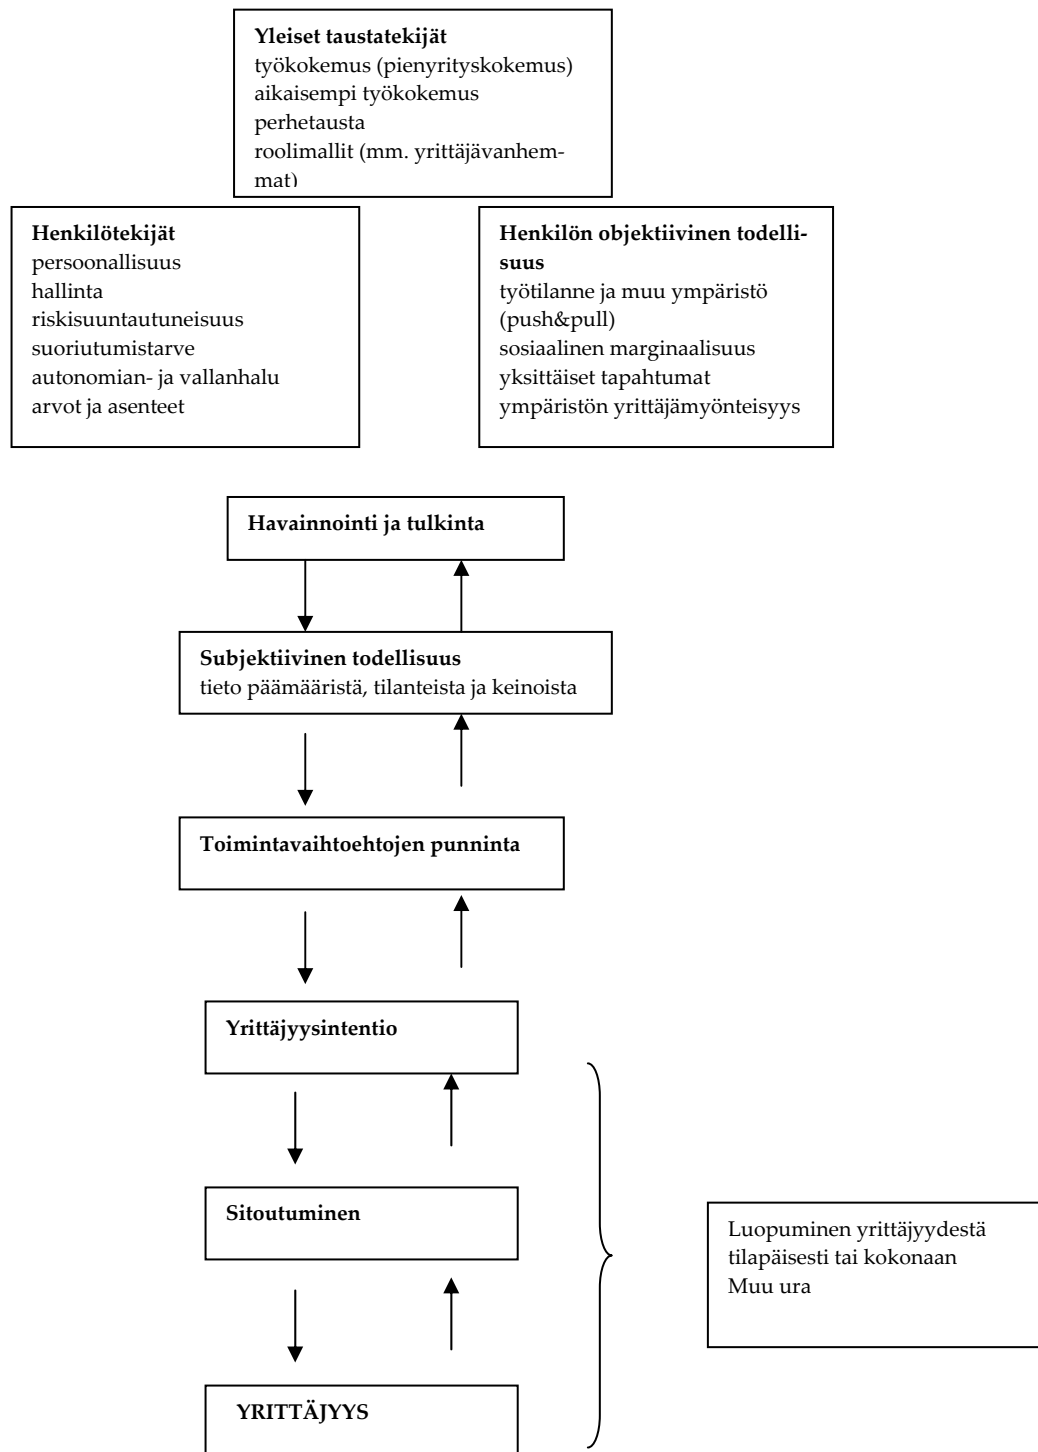 Yleiset taustatekijät
työkokemus (pienyrityskokemus)
aikaisempi työkokemus
perhetausta
roolimallit (mm. yrittäjävanhem-
mat)
Henkilötekijät
persoonallisuus
hallinta
riskisuuntautuneisuus
suoriutumistarve
autonomian- ja vallanhalu
arvot ja asenteet
Henkilön objektiivinen todelli-
suus
työtilanne ja muu ympäristö
(push&pull)
sosiaalinen marginaalisuus
yksittäiset tapahtumat
ympäristön yrittäjämyönteisyys
Havainnointi ja tulkinta
Subjektiivinen todellisuus
tieto päämääristä, tilanteista ja keinoista
Toimintavaihtoehtojen punninta
Yrittäjyysintentio
Sitoutuminen
Luopuminen yrittäjyydestä
tilapäisesti tai kokonaan
Muu ura
YRITTÄJYYS